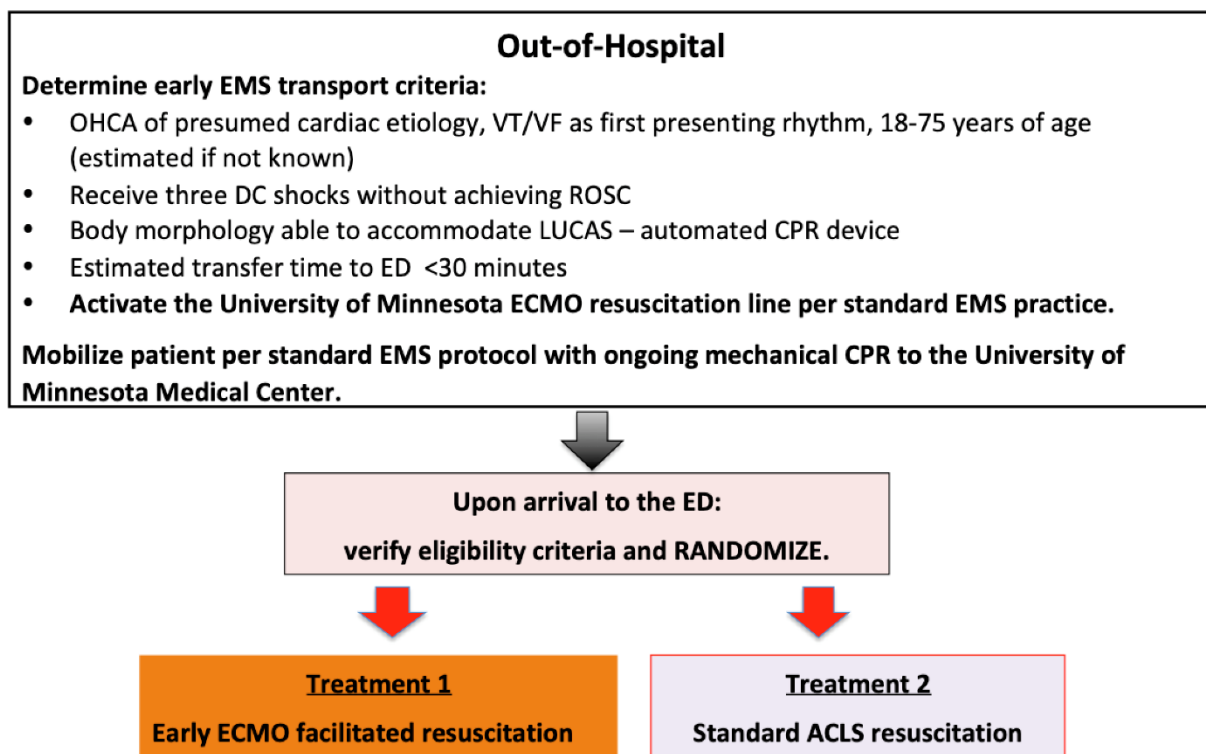 Out-of-Hospital
Determine early EMS transport criteria:
• OHCA of presumed cardiac etiology, VT/VF as first presenting rhythm, 18-75 years of age
(estimated if not known)
• Receive three DC shocks without achieving ROSC
• Body morphology able to accommodate LUCAS – automated CPR device
• Estimated transfer time to ED <30 minutes
• Activate the University of Minnesota ECMO resuscitation line per standard EMS practice.
Mobilize patient per standard EMS protocol with ongoing mechanical CPR to the University of
Minnesota Medical Center.
Upon arrival to the ED:
verify eligibility criteria and RANDOMIZE.
Treatment 1
Early ECMO facilitated resuscitation
Treatment 2
Standard ACLS resuscitation